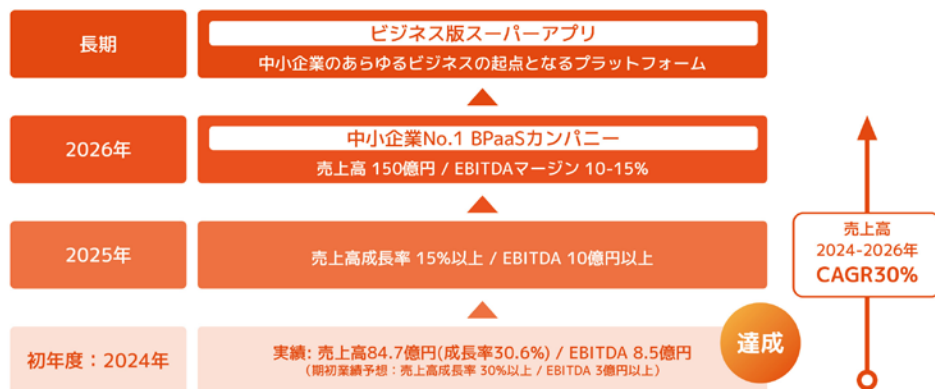 長期
ビジネス版スーパーアプリ
中小企業のあらゆるビジネスの起点となるプラットフォーム
2026年
中小企業No.1 BPaaSカンパニー
売上高 150億円 / EBITDAマージン 10-15%
2025年
売上高成長率 15%以上 / EBITDA 10億円以上
売上高
2024-2026年
CAGR30%
初年度：2024年
実績: 売上高84.7億円(成長率30.6%) / EBITDA 8.5億円
（期初業績予想：売上高成長率 30%以上 / EBITDA 3億円以上）
達成